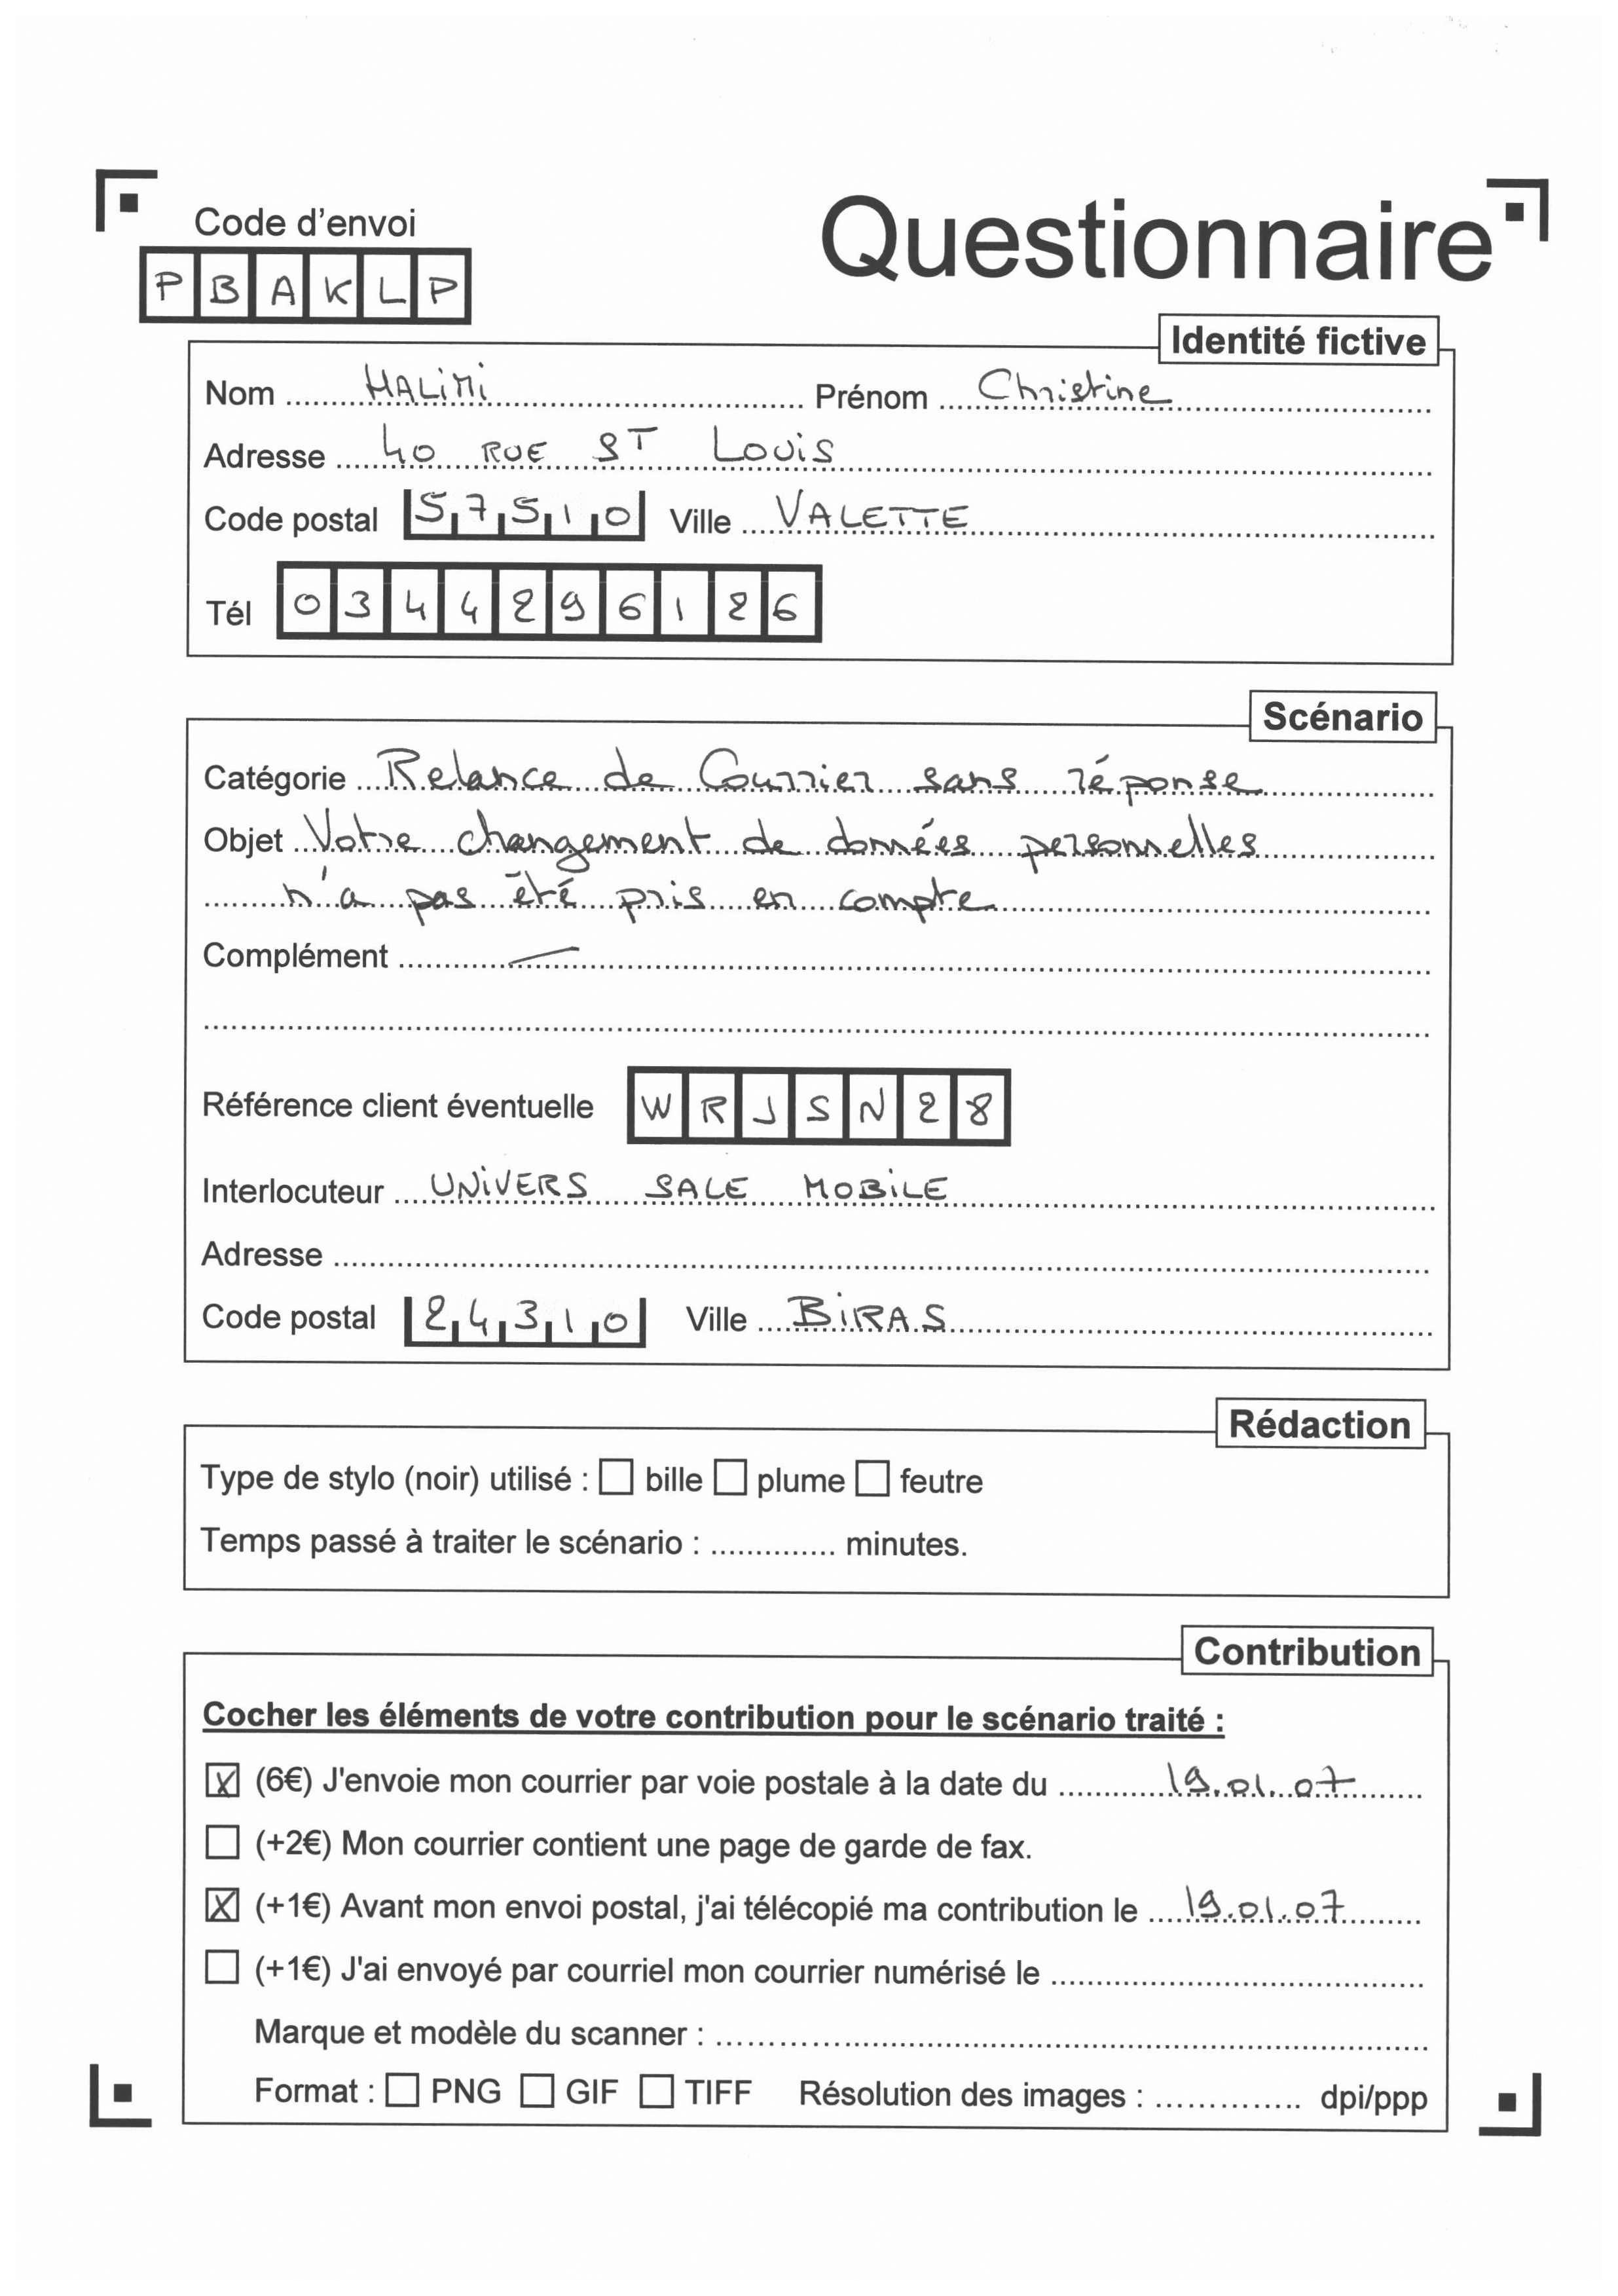 Code d'envoi
Questionnaire
PBAKLP
Identité fictive
Nom HALIMI Prénom Christine
Adresse 40 RUE ST LOUIS
Code postal 57510 Ville VALETTE
Tél 0344296126
Scénario
Catégorie Relance de Courrier sans réponse
Objet Votre changement de données personnelles
n'a pas été pris en compte
Complément —
Référence client éventuelle WRJSN28
Interlocuteur UNIVERS SALE MOBILE
Adresse
Code postal 24310 Ville BIRAS
Rédaction
Type de stylo (noir) utilisé : bille plume feutre
Temps passé à traiter le scénario : minutes.
Contribution
Cocher les éléments de votre contribution pour le scénario traité :
X (6€) J'envoie mon courrier par voie postale à la date du 19.01.07
(+2€) Mon courrier contient une page de garde de fax.
X (+1€) Avant mon envoi postal, j'ai télécopié ma contribution le 19.01.07
(+1€) J'ai envoyé par courriel mon courrier numérisé le
Marque et modèle du scanner :
Format : PNG GIF TIFF Résolution des images : dpi/ppp